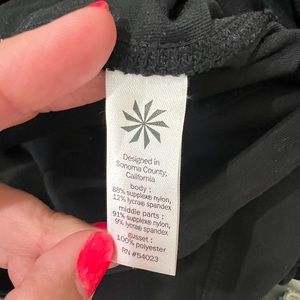 Designed in
Sonoma County,
California
body :
88% supplex® nylon,
12% lycra® spandex
middle parts :
91% supplex® nylon,
9% lycra® spandex
gusset :
100% polyester
RN #54023